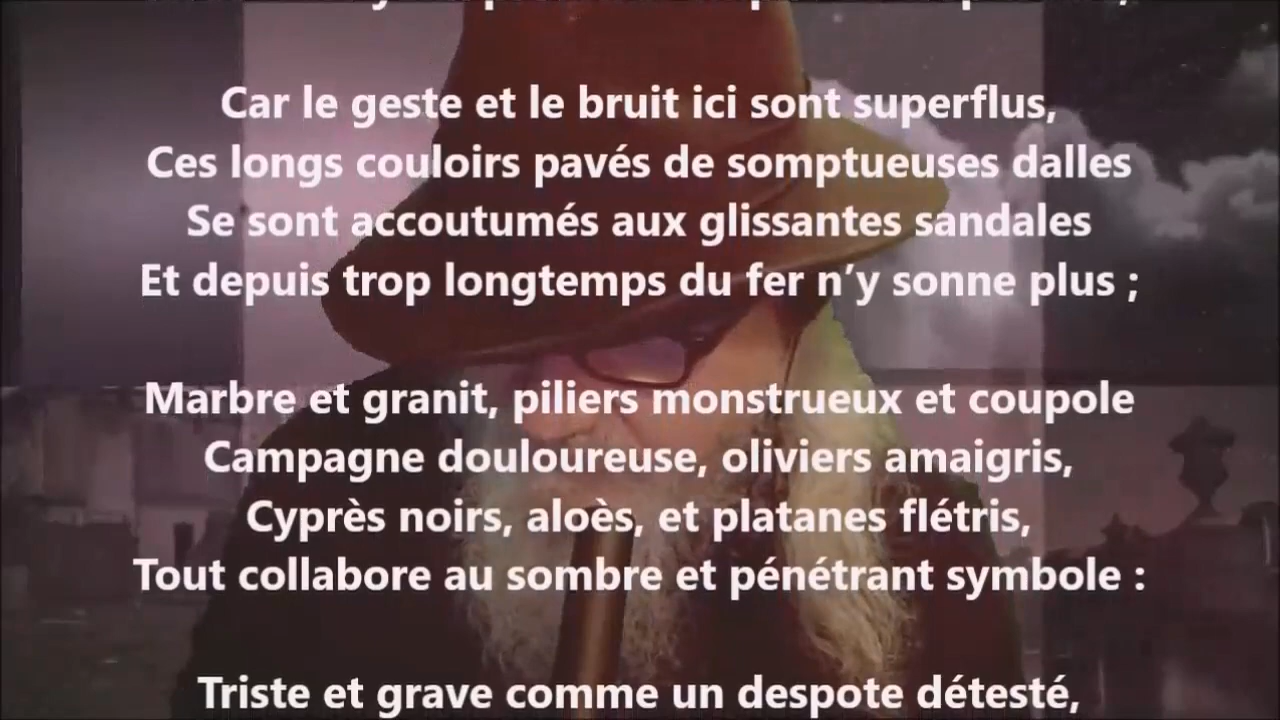 Car le geste et le bruit ici sont superflus,
Ces longs couloirs pavés de somptueuses dalles
Se sont accoutumés aux glissantes sandales
Et depuis trop longtemps du fer n’y sonne plus ;
Marbre et granit, piliers monstrueux et coupole
Campagne douloureuse, oliviers amaigris,
Cyprès noirs, aloès, et platanes flétris,
Tout collabore au sombre et pénétrant symbole :
Triste et grave comme un despote détesté,